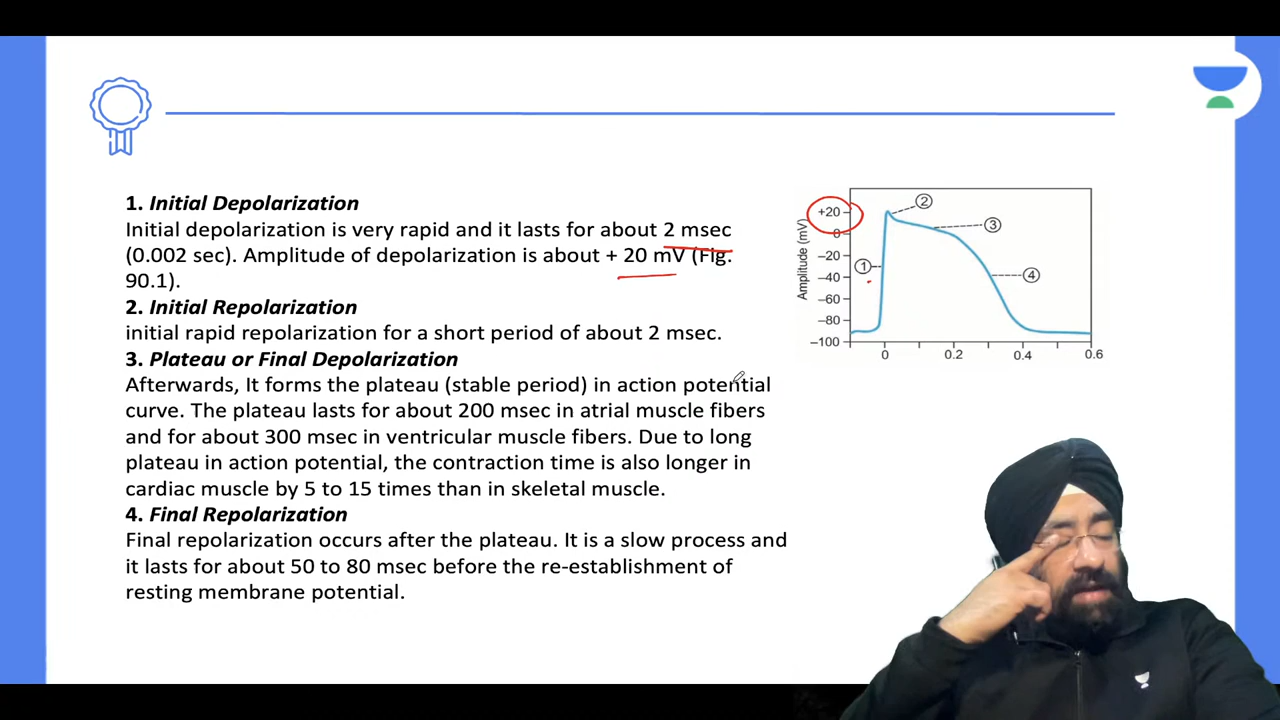 1. Initial Depolarization
Initial depolarization is very rapid and it lasts for about 2 msec
(0.002 sec). Amplitude of depolarization is about + 20 mV (Fig.
90.1).
2. Initial Repolarization
initial rapid repolarization for a short period of about 2 msec.
3. Plateau or Final Depolarization
Afterwards, It forms the plateau (stable period) in action potential
curve. The plateau lasts for about 200 msec in atrial muscle fibers
and for about 300 msec in ventricular muscle fibers. Due to long
plateau in action potential, the contraction time is also longer in
cardiac muscle by 5 to 15 times than in skeletal muscle.
4. Final Repolarization
Final repolarization occurs after the plateau. It is a slow process and
it lasts for about 50 to 80 msec before the re-establishment of
resting membrane potential.
Amplitude (mV)
+20
0
−20
−40
−60
−80
−100
1
2
3
4
0 0.2 0.4 0.6